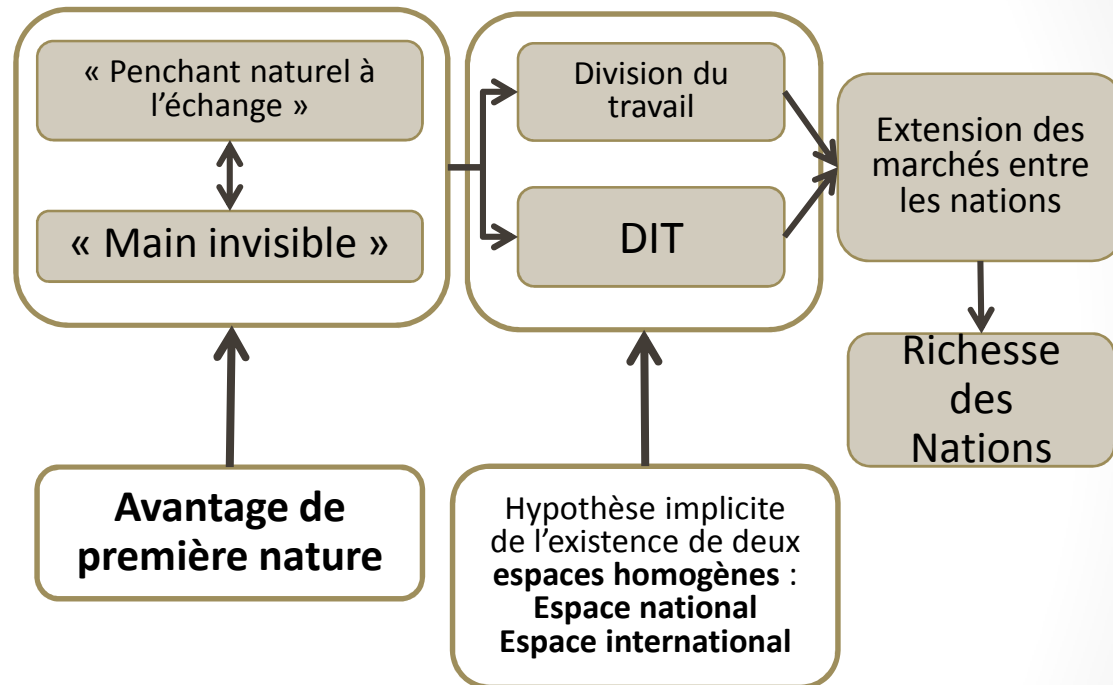 « Penchant naturel à
l’échange »
« Main invisible »
Division du
travail
DIT
Extension des
marchés entre
les nations
Richesse
des
Nations
Avantage de
première nature
Hypothèse implicite
de l’existence de deux
espaces homogènes :
Espace national
Espace international